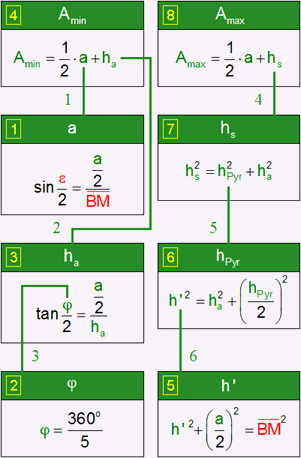 4 A_min
A_min = 1/2 · a + h_a
1
1 a
sin ε/2 = (a/2)/B̅M̅
2
3 h_a
tan φ/2 = (a/2)/h_a
3
2 φ
φ = 360°/5
8 A_max
A_max = 1/2 · a + h_s
4
7 h_s
h_s² = h_Pyr² + h_a²
5
6 h_Pyr
h'² = h_a² + (h_Pyr/2)²
6
5 h'
h'² + (a/2)² = B̅M̅²